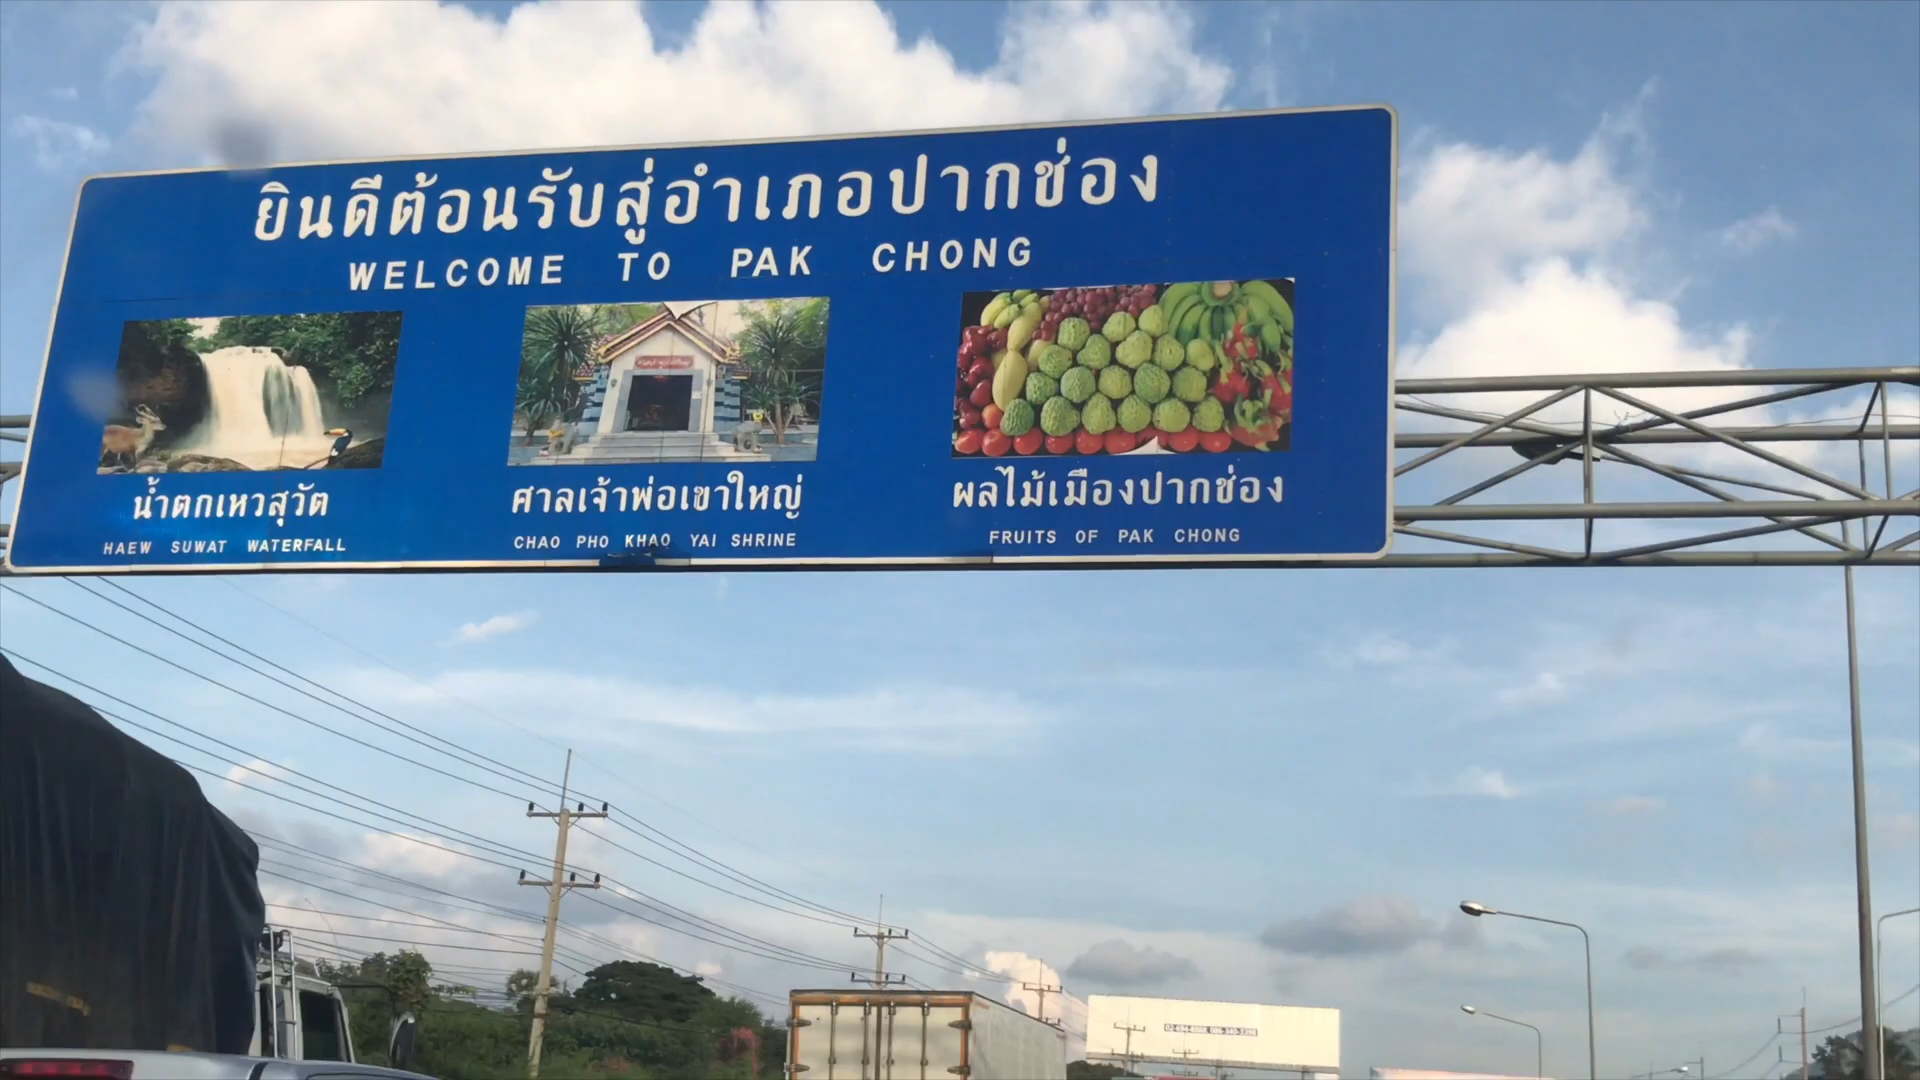 ยินดีต้อนรับสู่อำเภอปากช่อง
WELCOME TO PAK CHONG
น้ำตกเหวสุวัต
HAEW SUWAT WATERFALL
ศาลเจ้าพ่อเขาใหญ่
CHAO PHO KHAO YAI SHRINE
ผลไม้เมืองปากช่อง
FRUITS OF PAK CHONG